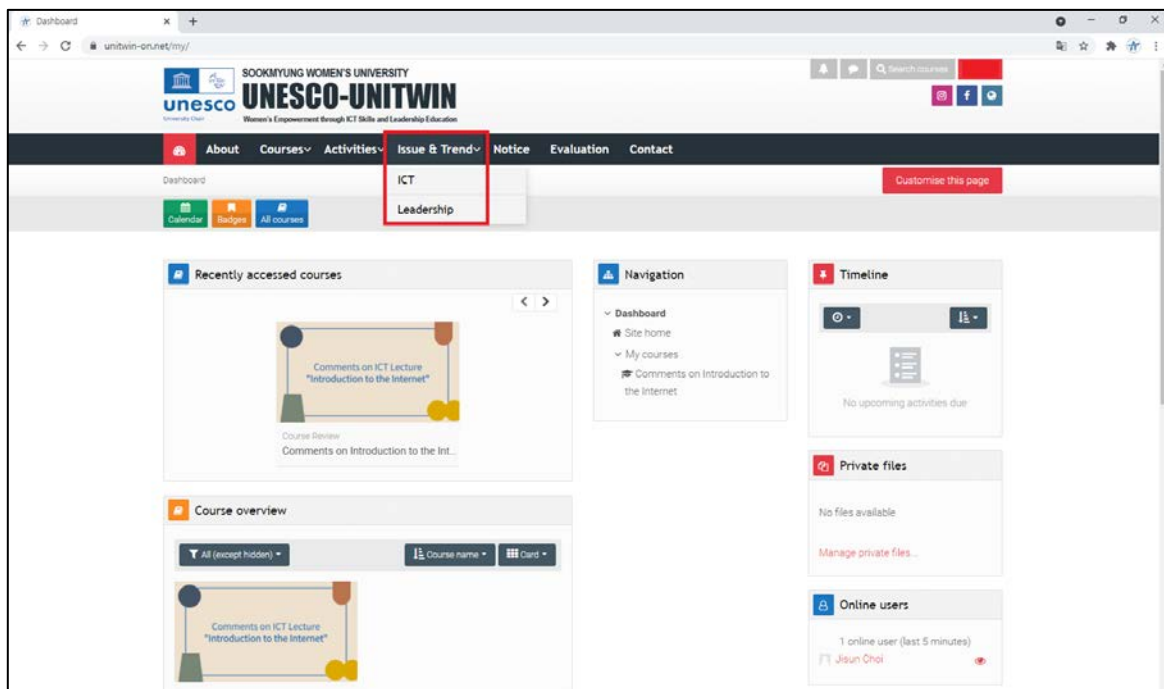 Dashboard
unitwin-on.net/my/
SOOKMYUNG WOMEN'S UNIVERSITY
unesco
UNESCO-UNITWIN
University Chair
Women's Empowerment through ICT Skills and Leadership Education
Search courses
About Courses Activities Issue & Trend Notice Evaluation Contact
Dashboard
ICT
Customise this page
Leadership
Calendar
Badges
All courses
Recently accessed courses
Comments on ICT Lecture
"Introduction to the Internet"
Course Review
Comments on Introduction to the Int...
Navigation
Dashboard
Site home
My courses
Comments on Introduction to
the Internet
Timeline
No upcoming activities due
Private files
No files available
Manage private files...
Course overview
All (except hidden)
Course name
Card
Comments on ICT Lecture
"Introduction to the Internet"
Online users
1 online user (last 5 minutes)
Jisun Choi